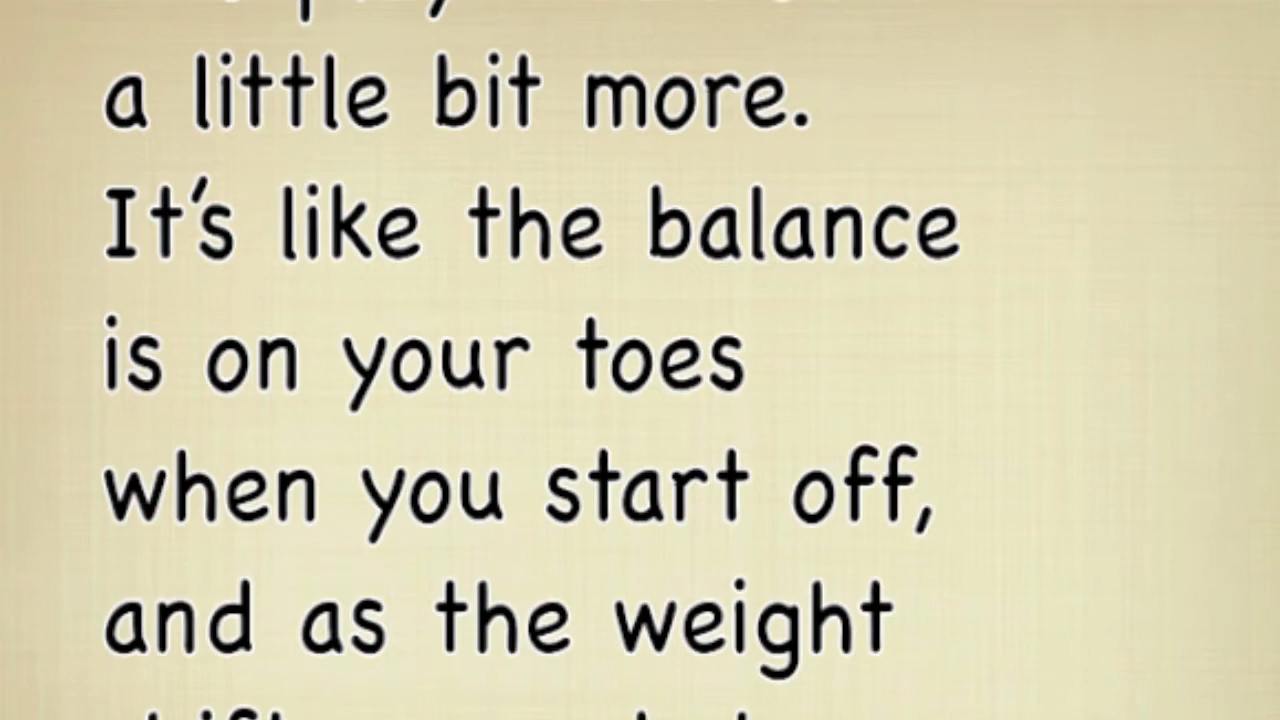 a little bit more.
It's like the balance
is on your toes
when you start off,
and as the weight